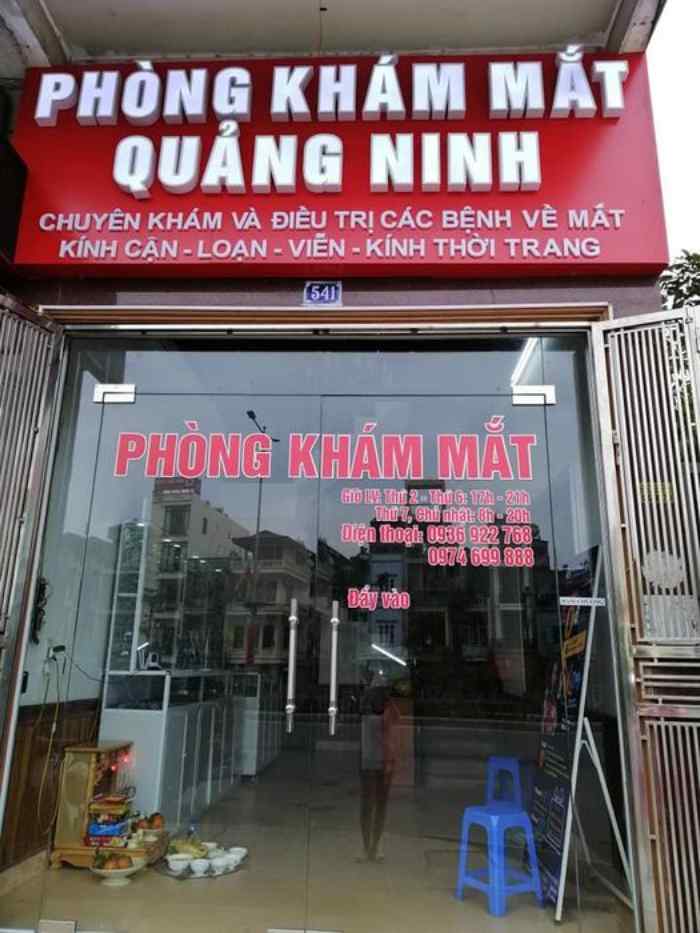 PHÒNG KHÁM MẮT
QUẢNG NINH
CHUYÊN KHÁM VÀ ĐIỀU TRỊ CÁC BỆNH VỀ MẮT
KÍNH CẬN - LOẠN - VIỄN - KÍNH THỜI TRANG
541
PHÒNG KHÁM MẮT
Giờ LV: Thứ 2 - Thứ 6: 17h - 21h
Thứ 7, Chủ nhật: 8h - 20h
Điện thoại: 0936 922 768
0974 699 888
Đẩy vào